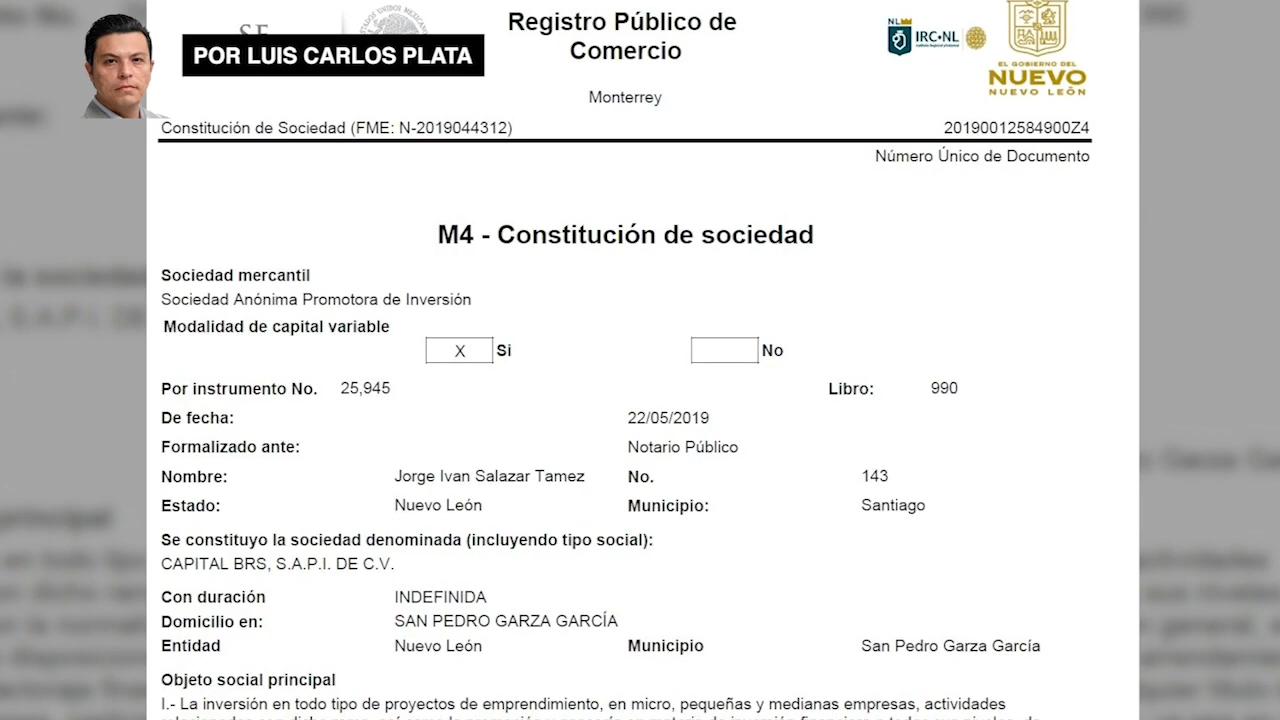 SE
ESTADOS UNIDOS MEXICANOS
POR LUIS CARLOS PLATA
Registro Público de
Comercio
Monterrey
NL
IRC•NL
EL GOBIERNO DEL
NUEVO
NUEVO LEÓN
Constitución de Sociedad (FME: N-2019044312)
20190012584900Z4
Número Único de Documento
M4 - Constitución de sociedad
Sociedad mercantil
Sociedad Anónima Promotora de Inversión
Modalidad de capital variable
X Si No
Por instrumento No. 25,945 Libro: 990
De fecha: 22/05/2019
Formalizado ante: Notario Público
Nombre: Jorge Ivan Salazar Tamez No. 143
Estado: Nuevo León Municipio: Santiago
Se constituyo la sociedad denominada (incluyendo tipo social):
CAPITAL BRS, S.A.P.I. DE C.V.
Con duración INDEFINIDA
Domicilio en: SAN PEDRO GARZA GARCÍA
Entidad Nuevo León Municipio San Pedro Garza García
Objeto social principal
I.- La inversión en todo tipo de proyectos de emprendimiento, en micro, pequeñas y medianas empresas, actividades